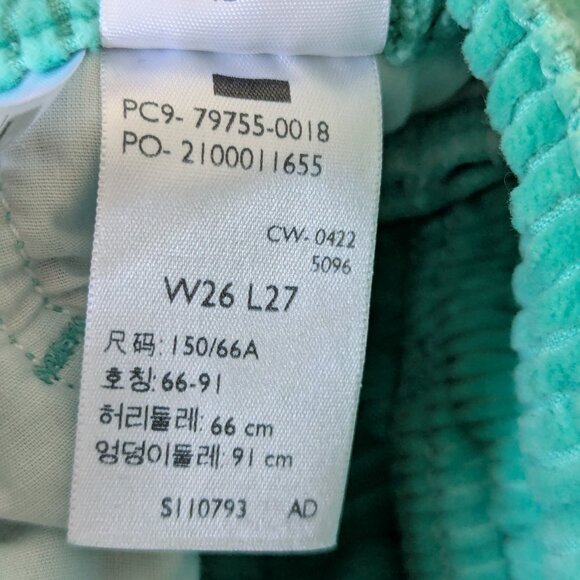 PC9- 79755-0018
PO- 2100011655
CW- 0422
5096
W26 L27
尺码: 150/66A
호칭: 66-91
허리둘레: 66 cm
엉덩이둘레: 91 cm
S110793 AD